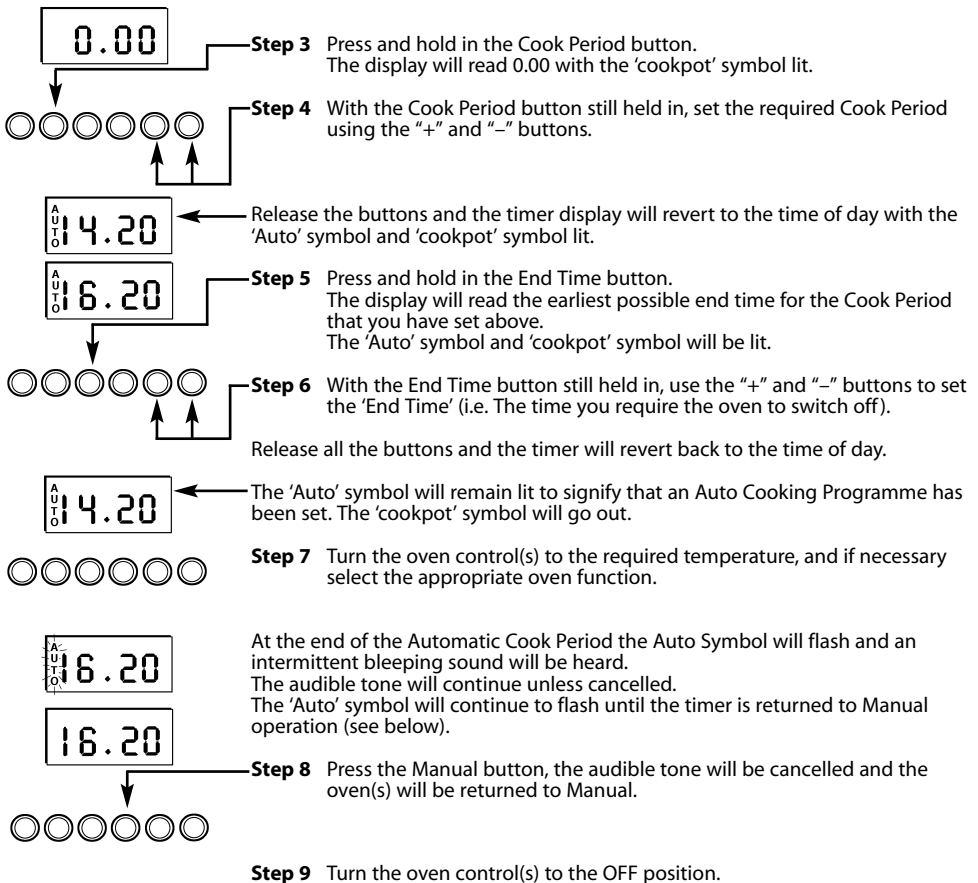 0.00
Step 3 Press and hold in the Cook Period button.
The display will read 0.00 with the ‘cookpot’ symbol lit.
Step 4 With the Cook Period button still held in, set the required Cook Period
using the “+” and “–” buttons.
AUTO 14.20
Release the buttons and the timer display will revert to the time of day with the
‘Auto’ symbol and ‘cookpot’ symbol lit.
AUTO 16.20
Step 5 Press and hold in the End Time button.
The display will read the earliest possible end time for the Cook Period
that you have set above.
The ‘Auto’ symbol and ‘cookpot’ symbol will be lit.
Step 6 With the End Time button still held in, use the “+” and “–” buttons to set
the ‘End Time’ (i.e. The time you require the oven to switch off).
Release all the buttons and the timer will revert back to the time of day.
AUTO 14.20
The ‘Auto’ symbol will remain lit to signify that an Auto Cooking Programme has
been set. The ‘cookpot’ symbol will go out.
Step 7 Turn the oven control(s) to the required temperature, and if necessary
select the appropriate oven function.
AUTO 16.20
At the end of the Automatic Cook Period the Auto Symbol will flash and an
intermittent bleeping sound will be heard.
The audible tone will continue unless cancelled.
The ‘Auto’ symbol will continue to flash until the timer is returned to Manual
operation (see below).
16.20
Step 8 Press the Manual button, the audible tone will be cancelled and the
oven(s) will be returned to Manual.
Step 9 Turn the oven control(s) to the OFF position.